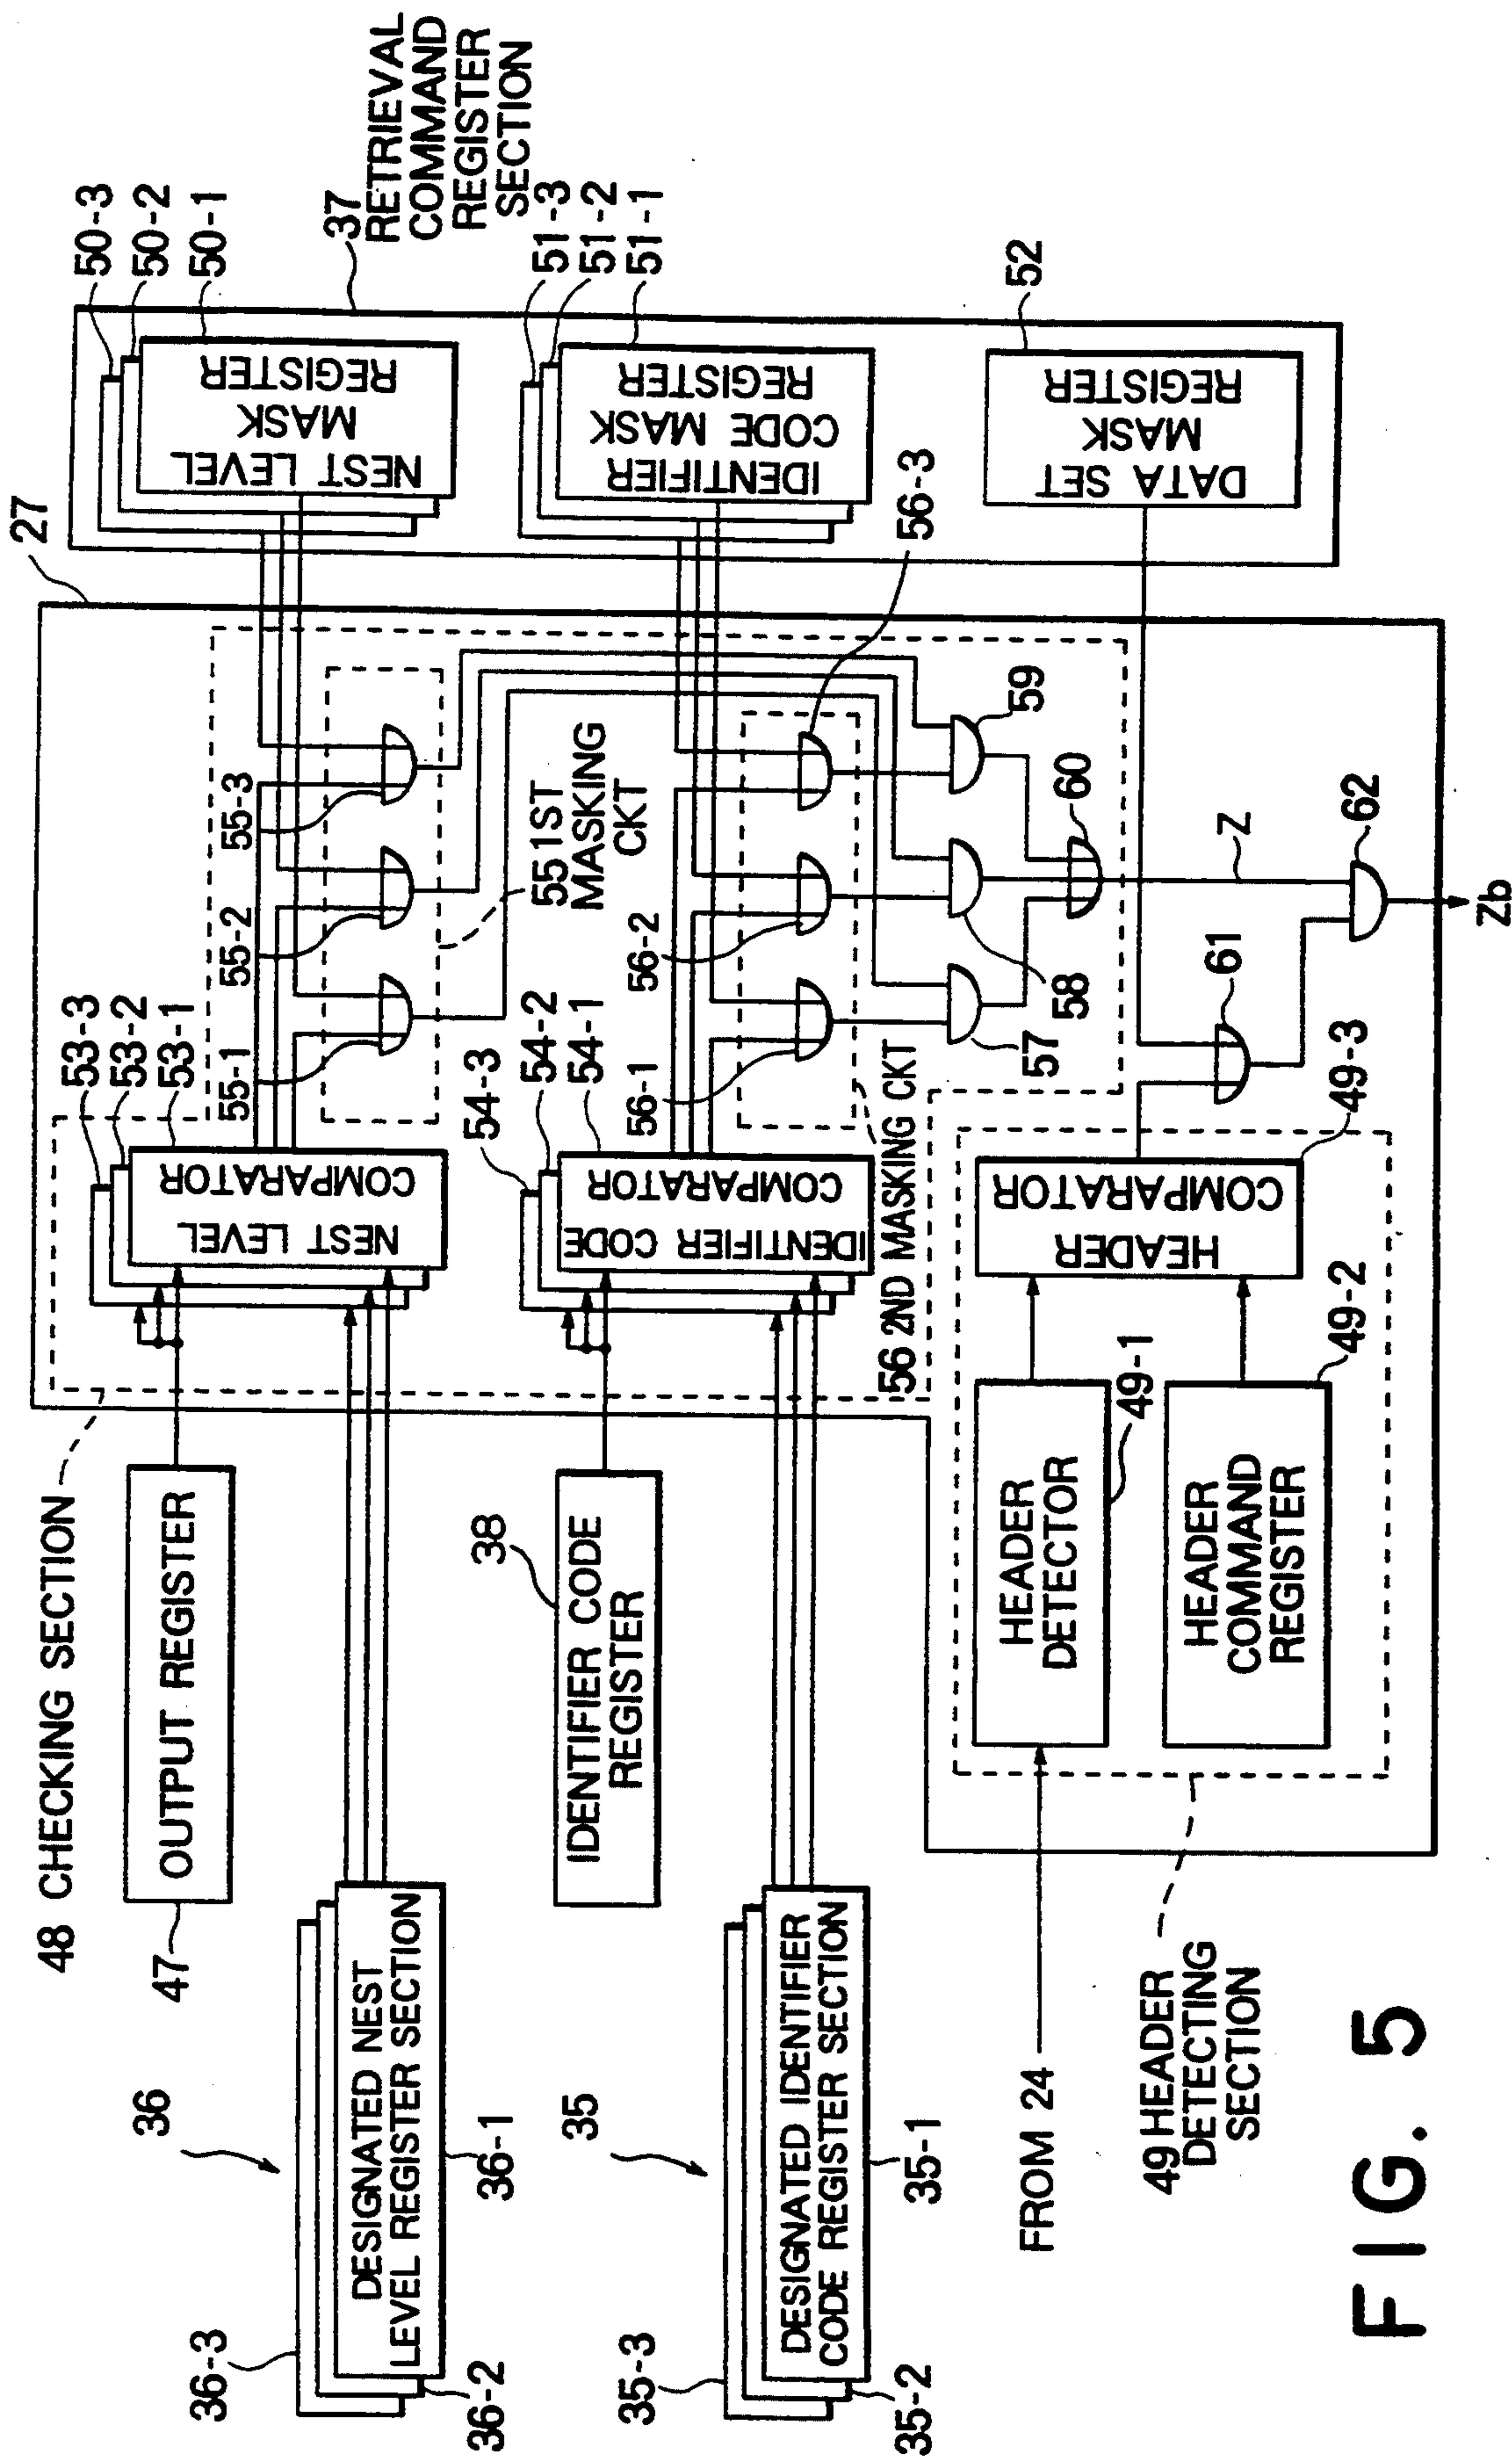 48 CHECKING SECTION
27
47
OUTPUT REGISTER
53-3
53-2
53-1
NEST LEVEL
COMPARATOR
55-1
55-2
55-3
50-3
50-2
50-1
NEST LEVEL
MASK
REGISTER
37
RETRIEVAL
COMMAND
REGISTER
SECTION
36
36-3
DESIGNATED NEST
LEVEL REGISTER SECTION
36-2
36-1
55 1ST
MASKING
CKT
38
IDENTIFIER CODE
REGISTER
54-3
54-2
54-1
IDENTIFIER CODE
COMPARATOR
56-1
56-2
56-3
51-3
51-2
51-1
IDENTIFIER
CODE MASK
REGISTER
35
35-3
DESIGNATED IDENTIFIER
CODE REGISTER SECTION
35-2
35-1
56 2ND MASKING CKT
57
58
59
60
52
DATA SET
MASK
REGISTER
FROM 24
HEADER
DETECTOR
49-1
HEADER
COMPARATOR
49-3
HEADER
COMMAND
REGISTER
49-2
61
Z
62
Zb
49 HEADER
DETECTING
SECTION
FIG. 5